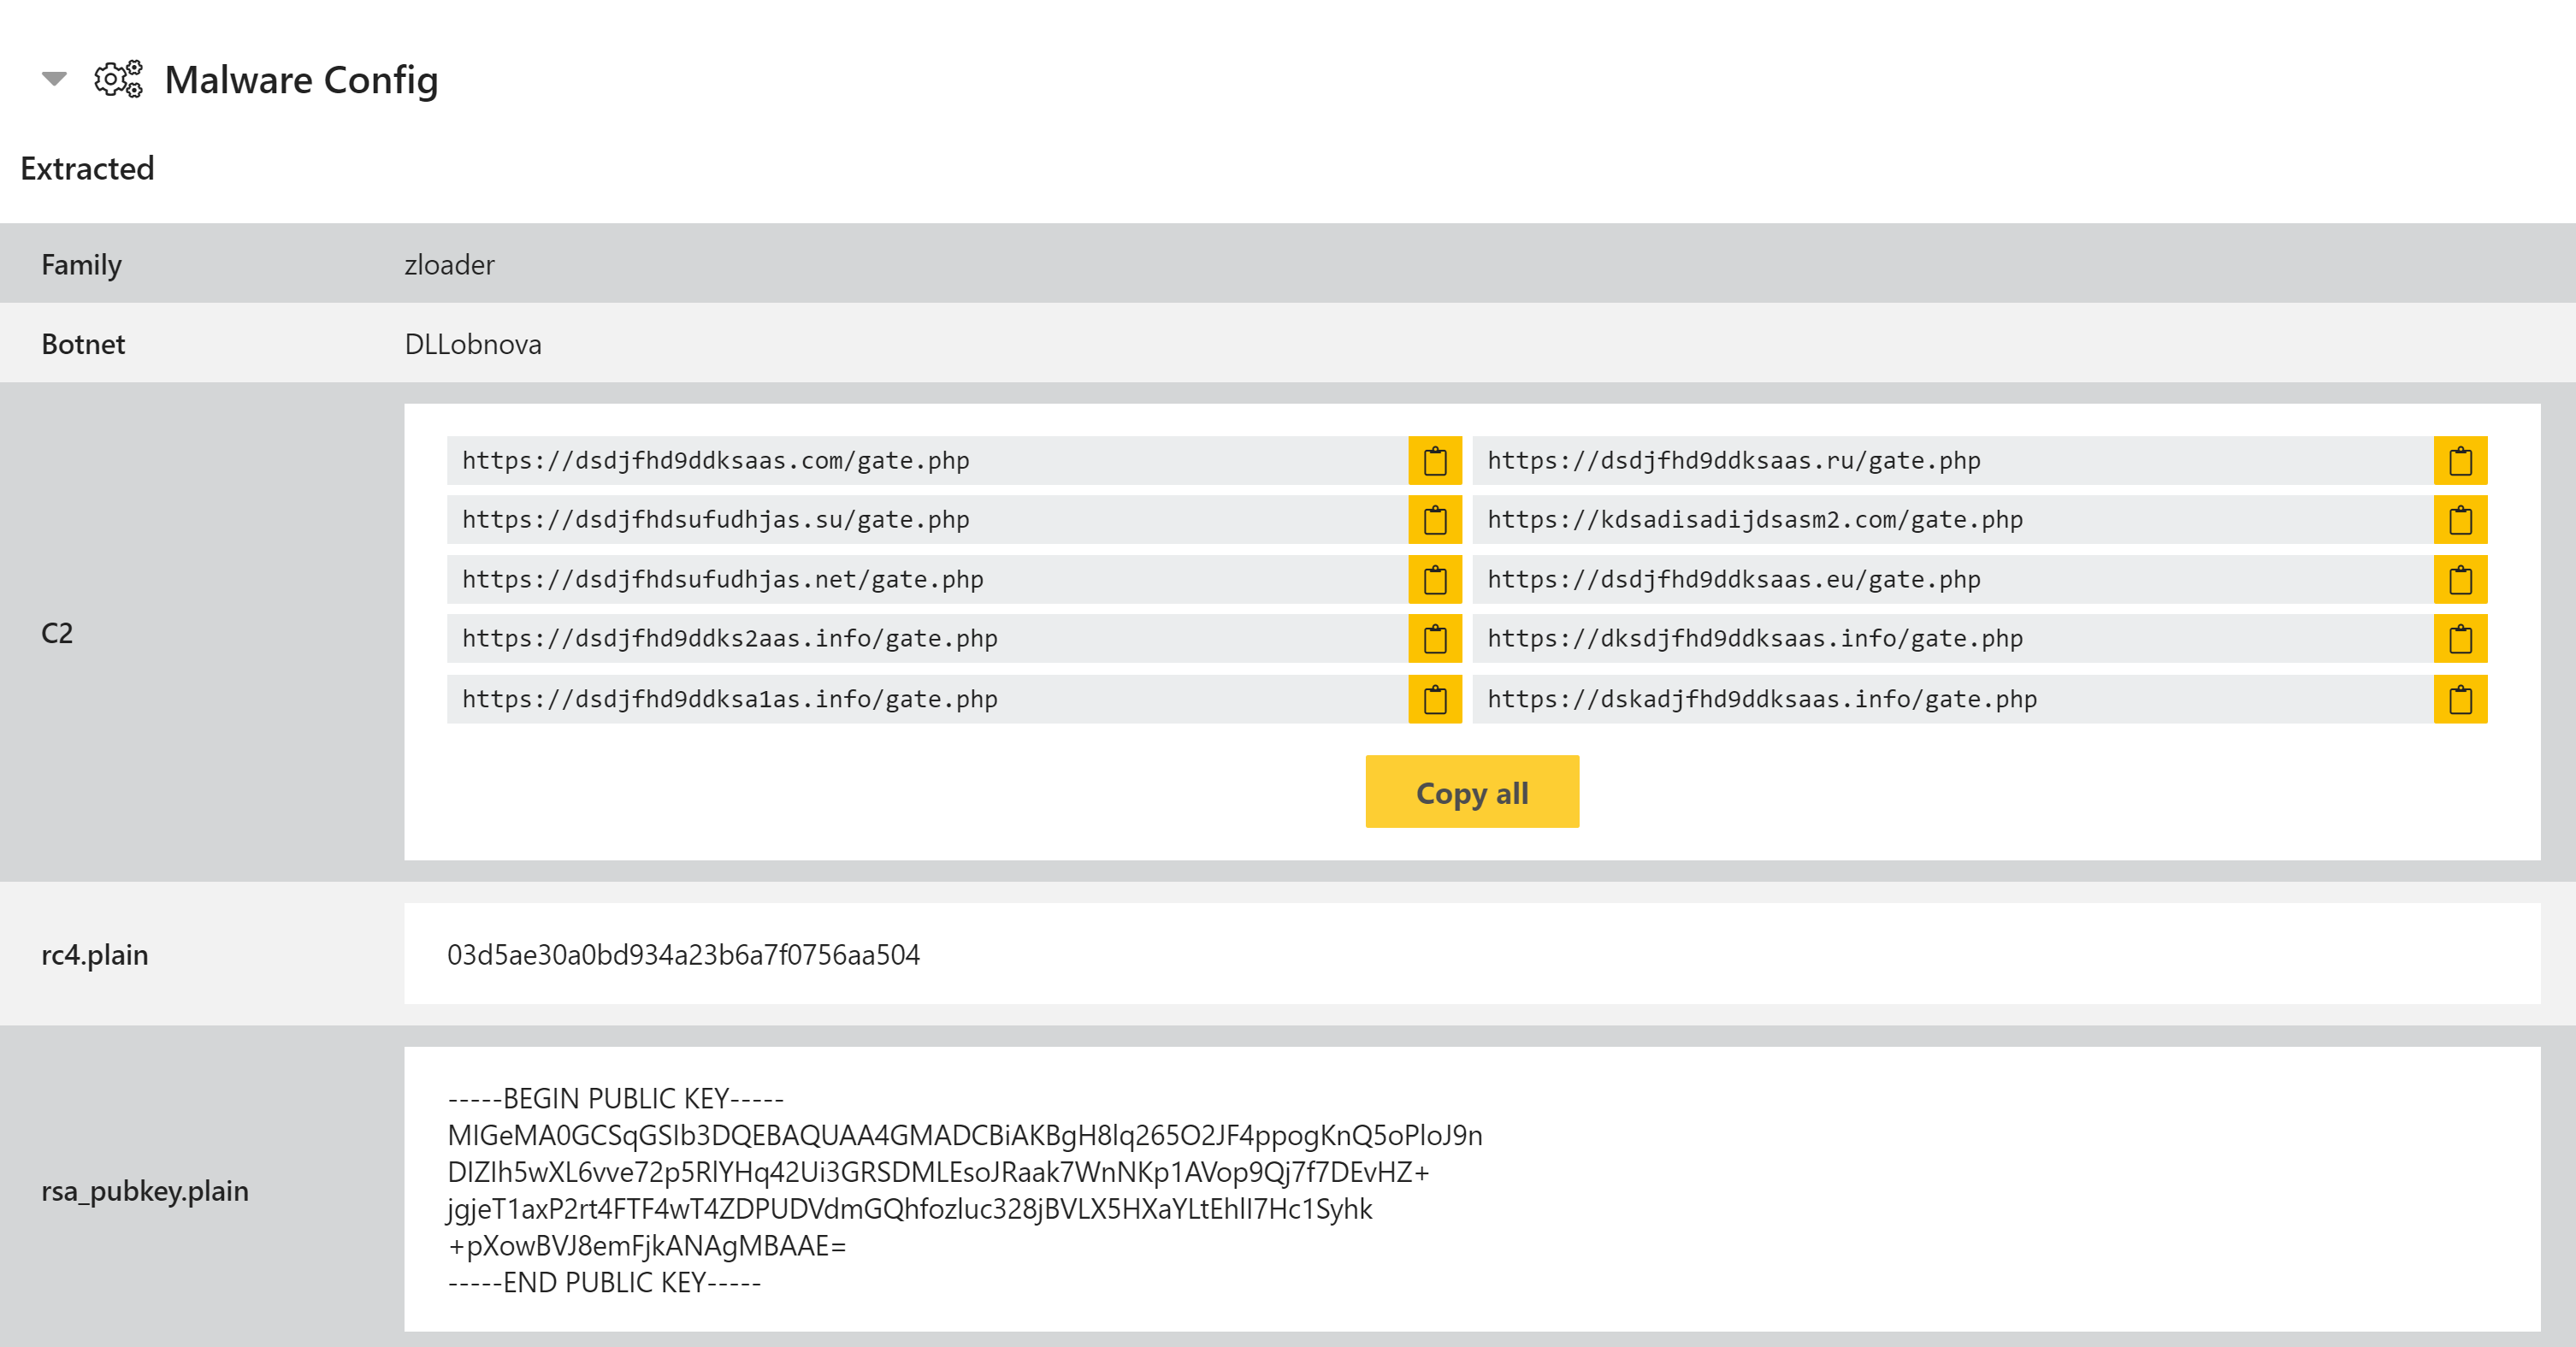 Malware Config
Extracted
Family zloader
Botnet DLLobnova
C2
https://dsdjfhd9ddksaas.com/gate.php https://dsdjfhd9ddksaas.ru/gate.php
https://dsdjfhdsufudhjas.su/gate.php https://kdsadisadijdsasm2.com/gate.php
https://dsdjfhdsufudhjas.net/gate.php https://dsdjfhd9ddksaas.eu/gate.php
https://dsdjfhd9ddks2aas.info/gate.php https://dksdjfhd9ddksaas.info/gate.php
https://dsdjfhd9ddksa1as.info/gate.php https://dskadjfhd9ddksaas.info/gate.php
Copy all
rc4.plain 03d5ae30a0bd934a23b6a7f0756aa504
rsa_pubkey.plain
-----BEGIN PUBLIC KEY-----
MIGeMA0GCSqGSIb3DQEBAQUAA4GMADCBiAKBgH8lq265O2JF4ppogKnQ5oPloJ9n
DIZIh5wXL6vve72p5RlYHq42Ui3GRSDMLEsoJRaak7WnNKp1AVop9Qj7f7DEvHZ+
jgjeT1axP2rt4FTF4wT4ZDPUDVdmGQhfozluc328jBVLX5HXaYLtEhlI7Hc1Syhk
+pXowBVJ8emFjkANAgMBAAE=
-----END PUBLIC KEY-----